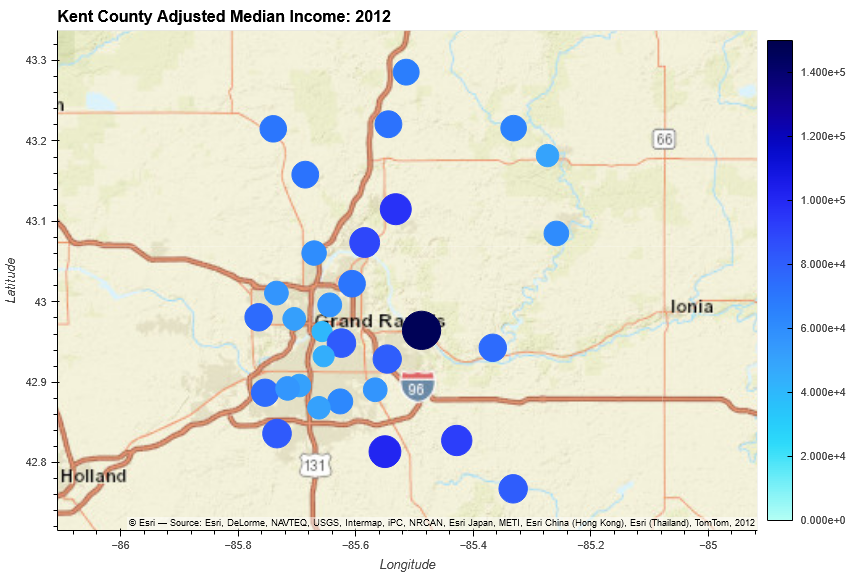 Kent County Adjusted Median Income: 2012
43.3
43.2
43.1
43
42.9
42.8
Latitude
n
66
Ionia
Grand Ra s
96
131
Holland
© Esri — Source: Esri, DeLorme, NAVTEQ, USGS, Intermap, iPC, NRCAN, Esri Japan, METI, Esri China (Hong Kong), Esri (Thailand), TomTom, 2012
−86
−85.8
−85.6
−85.4
−85.2
−85
Longitude
1.400e+5
1.200e+5
1.000e+5
8.000e+4
6.000e+4
4.000e+4
2.000e+4
0.000e+0